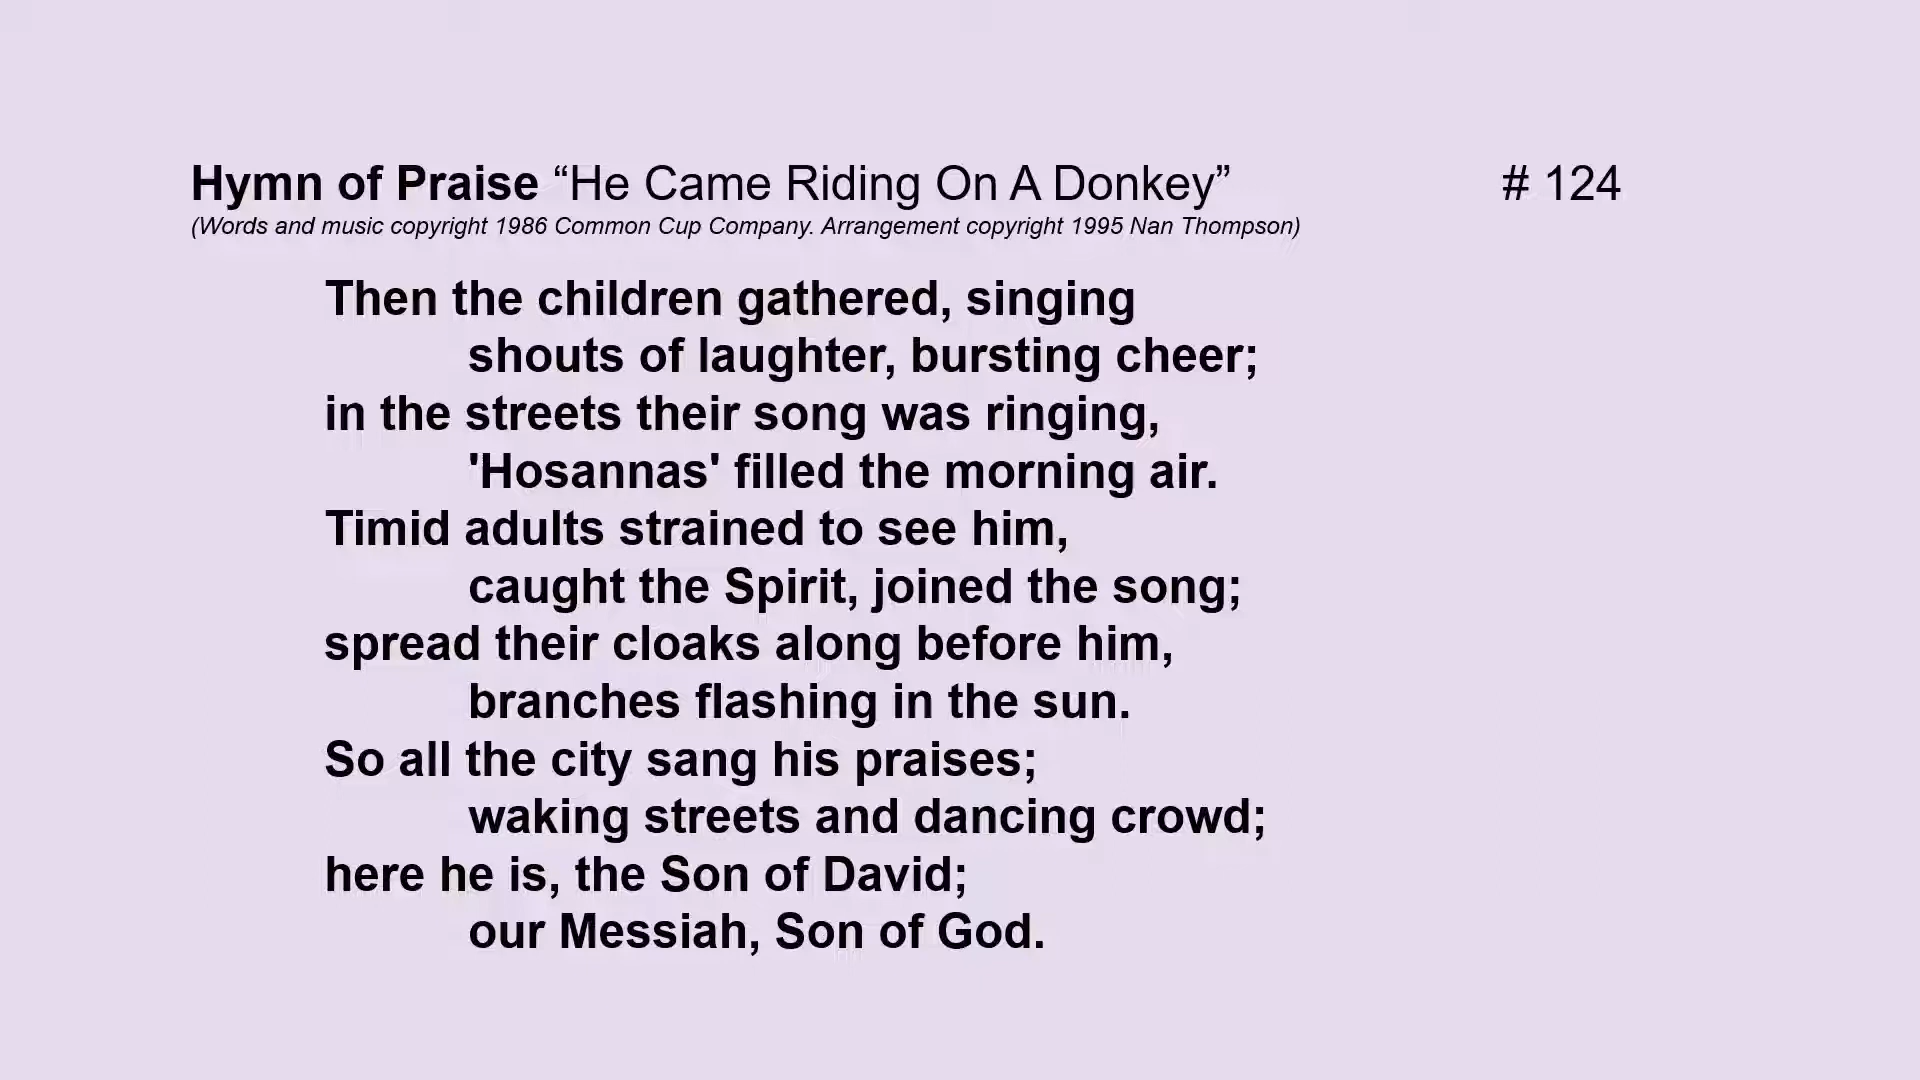 Hymn of Praise “He Came Riding On A Donkey” # 124
(Words and music copyright 1986 Common Cup Company. Arrangement copyright 1995 Nan Thompson)
Then the children gathered, singing
shouts of laughter, bursting cheer;
in the streets their song was ringing,
'Hosannas' filled the morning air.
Timid adults strained to see him,
caught the Spirit, joined the song;
spread their cloaks along before him,
branches flashing in the sun.
So all the city sang his praises;
waking streets and dancing crowd;
here he is, the Son of David;
our Messiah, Son of God.